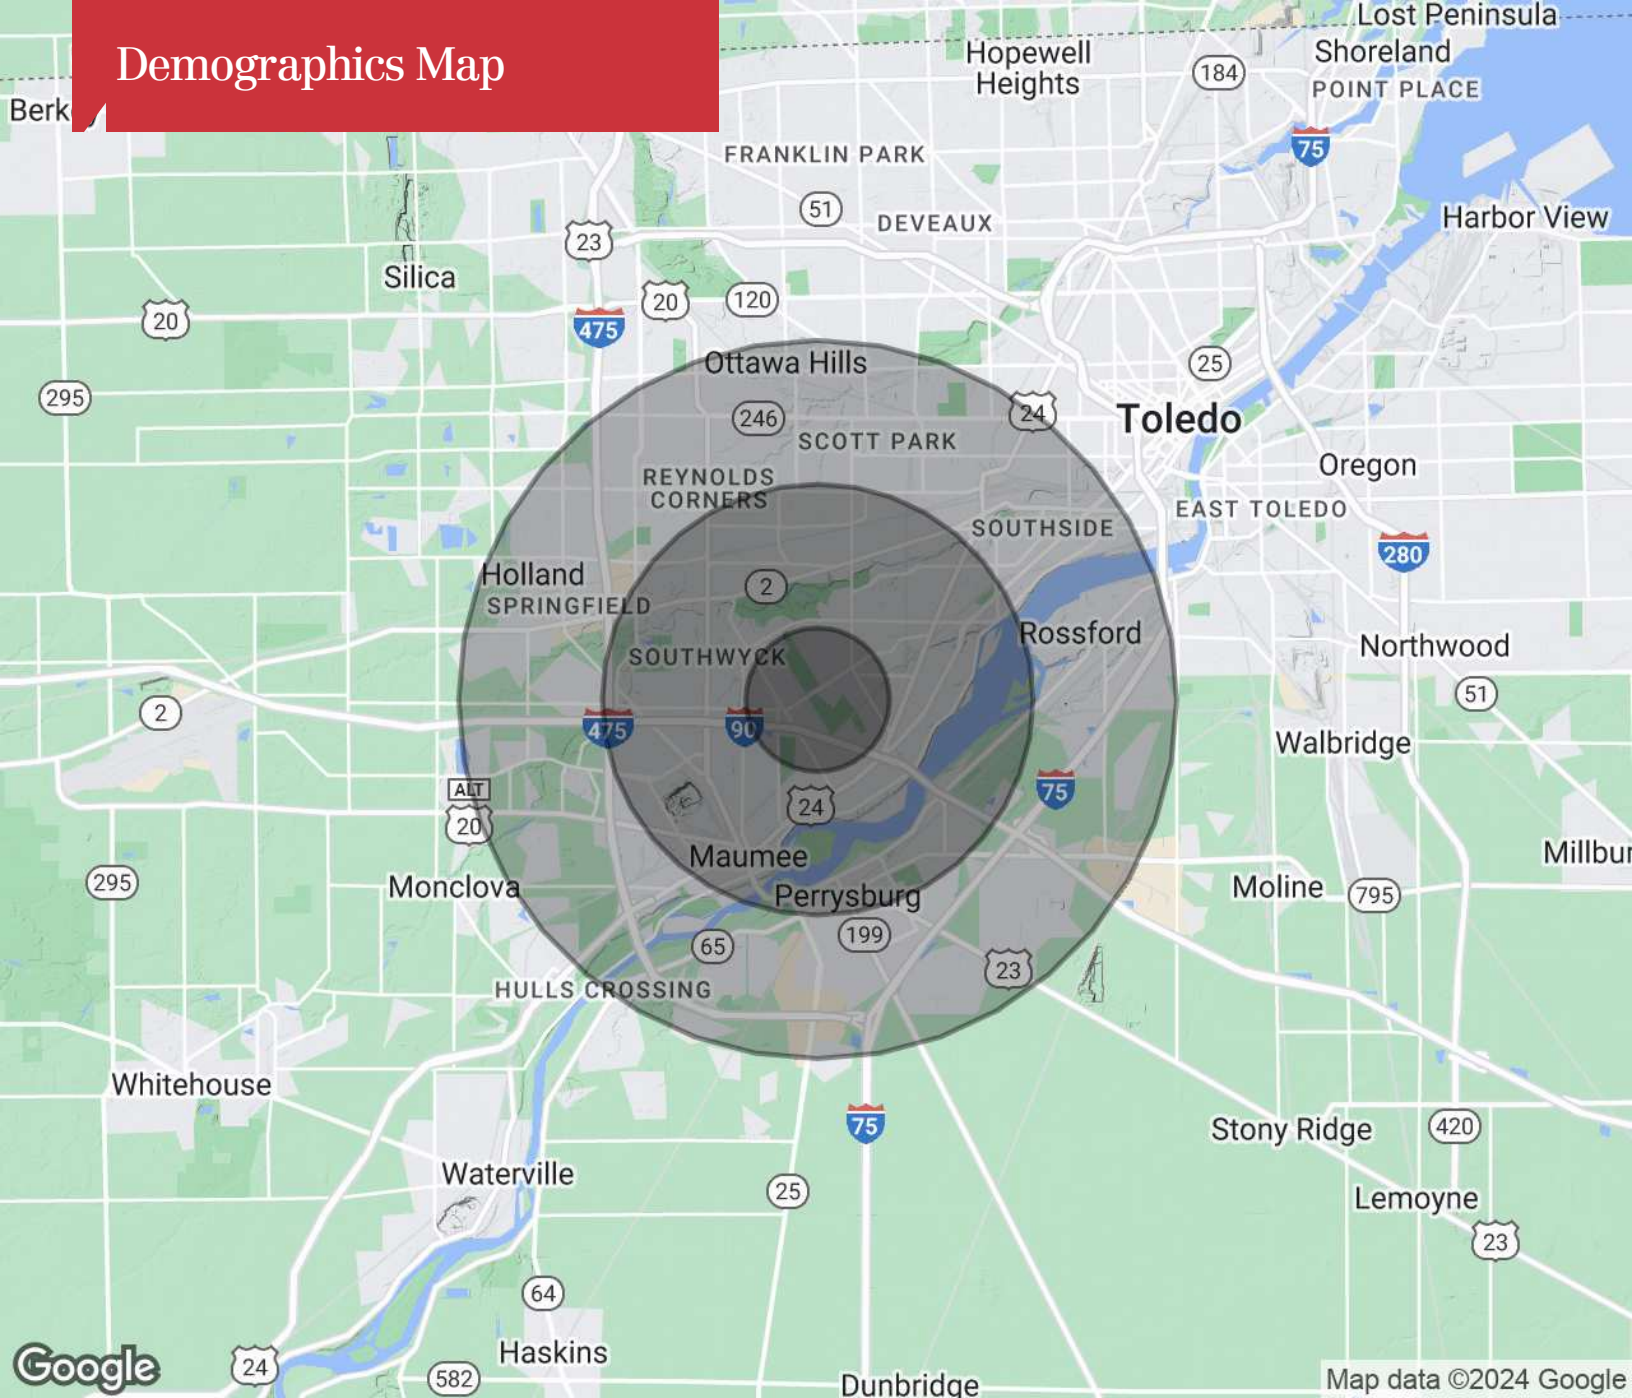 Demographics Map
Lost Peninsula
Hopewell
Heights
Shoreland
184
POINT PLACE
75
FRANKLIN PARK
51
DEVEAUX
Harbor View
23
Silica
20
20
120
475
Ottawa Hills
25
295
246
24
Toledo
SCOTT PARK
Oregon
REYNOLDS
CORNERS
EAST TOLEDO
SOUTHSIDE
280
Holland
2
SPRINGFIELD
Rossford
Northwood
SOUTHWYCK
51
2
475
90
Walbridge
ALT
20
75
24
Maumee
295
Monclova
Perrysburg
Moline
795
199
65
23
HULLS CROSSING
Whitehouse
75
Stony Ridge
420
Waterville
25
Lemoyne
23
64
Haskins
Google
24
582
Dunbridge
Map data ©2024 Google